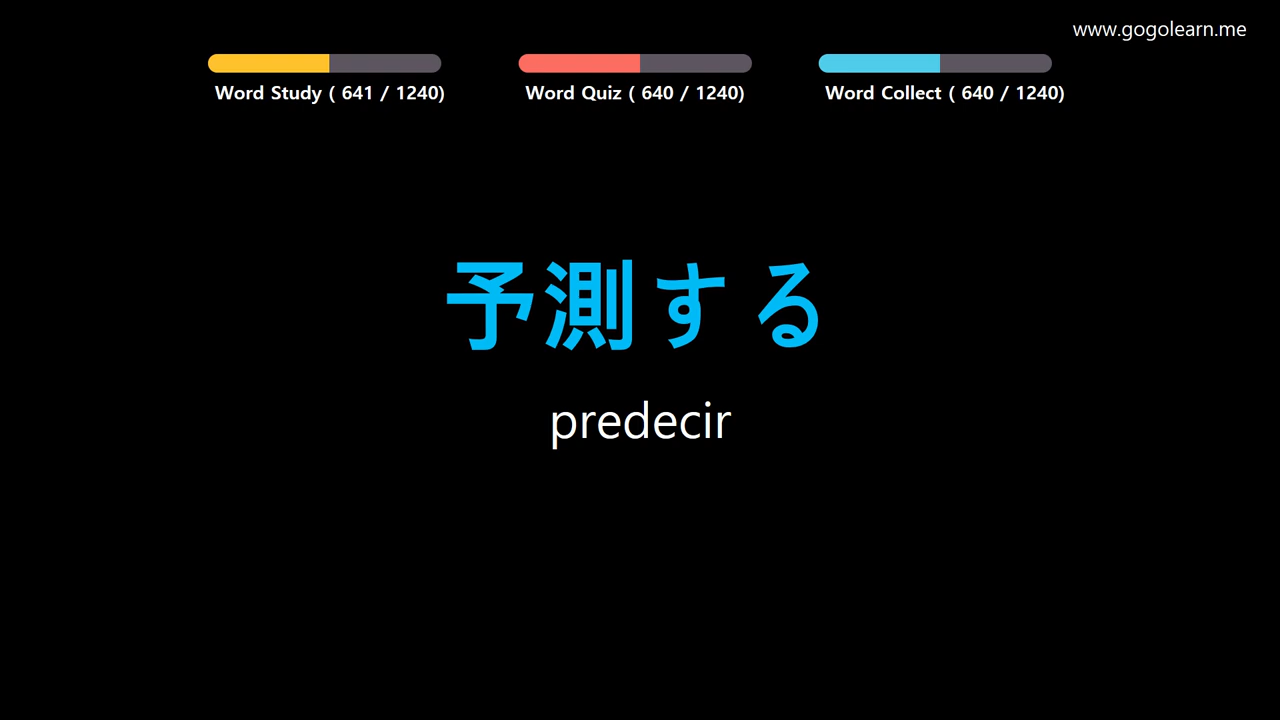 www.gogolearn.me
Word Study ( 641 / 1240)
Word Quiz ( 640 / 1240)
Word Collect ( 640 / 1240)
予測する
predecir